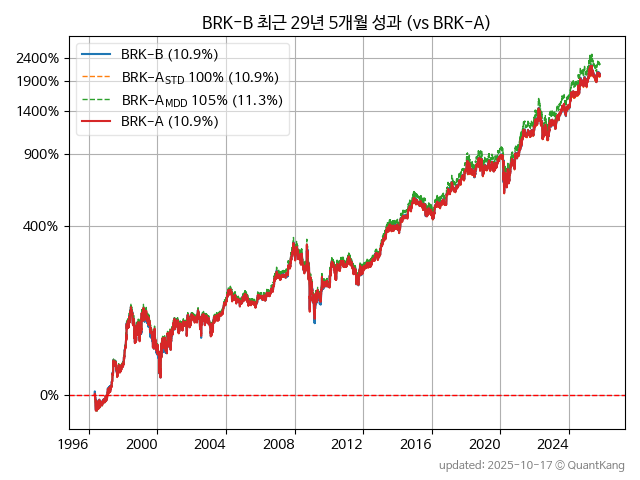 BRK-B 최근 29년 5개월 성과 (vs BRK-A)
BRK-B (10.9%)
BRK-A_STD 100% (10.9%)
BRK-A_MDD 105% (11.3%)
BRK-A (10.9%)
2400%
1900%
1400%
900%
400%
0%
1996 2000 2004 2008 2012 2016 2020 2024
updated: 2025-10-17 © QuantKang